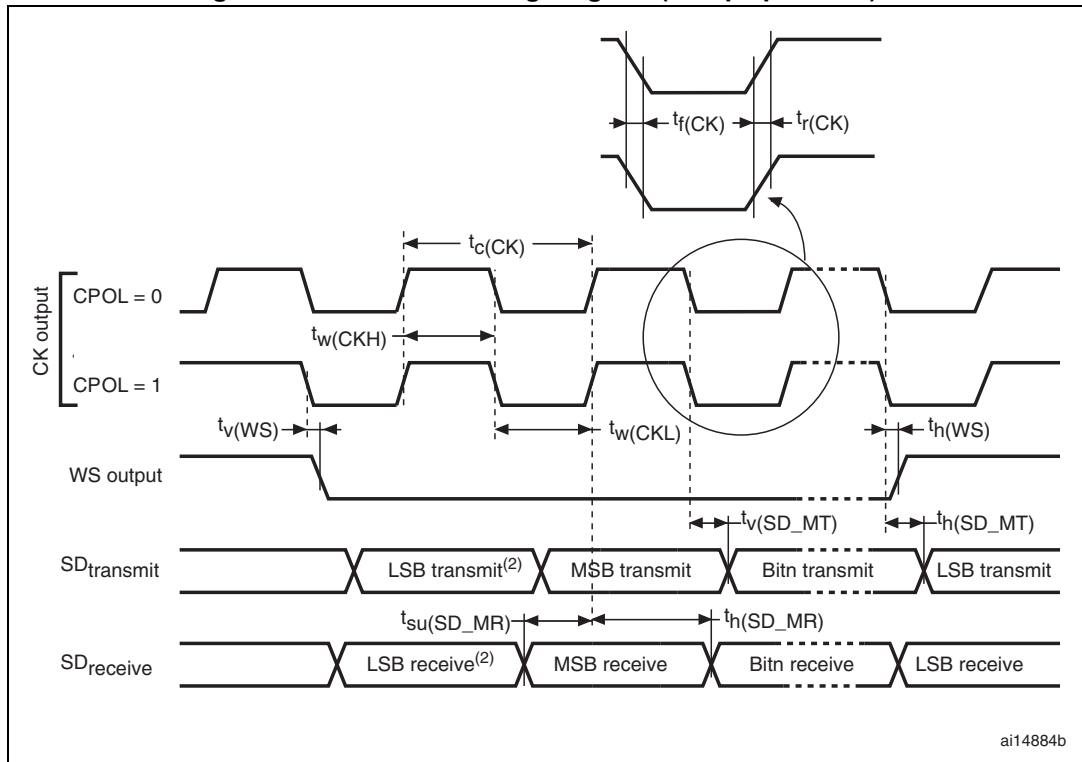 tf(CK)
tr(CK)
tc(CK)
CK output
CPOL = 0
tw(CKH)
CPOL = 1
tv(WS)
tw(CKL)
th(WS)
WS output
tv(SD_MT)
th(SD_MT)
SDtransmit
LSB transmit(2)
MSB transmit
Bitn transmit
LSB transmit
tsu(SD_MR)
th(SD_MR)
SDreceive
LSB receive(2)
MSB receive
Bitn receive
LSB receive
ai14884b